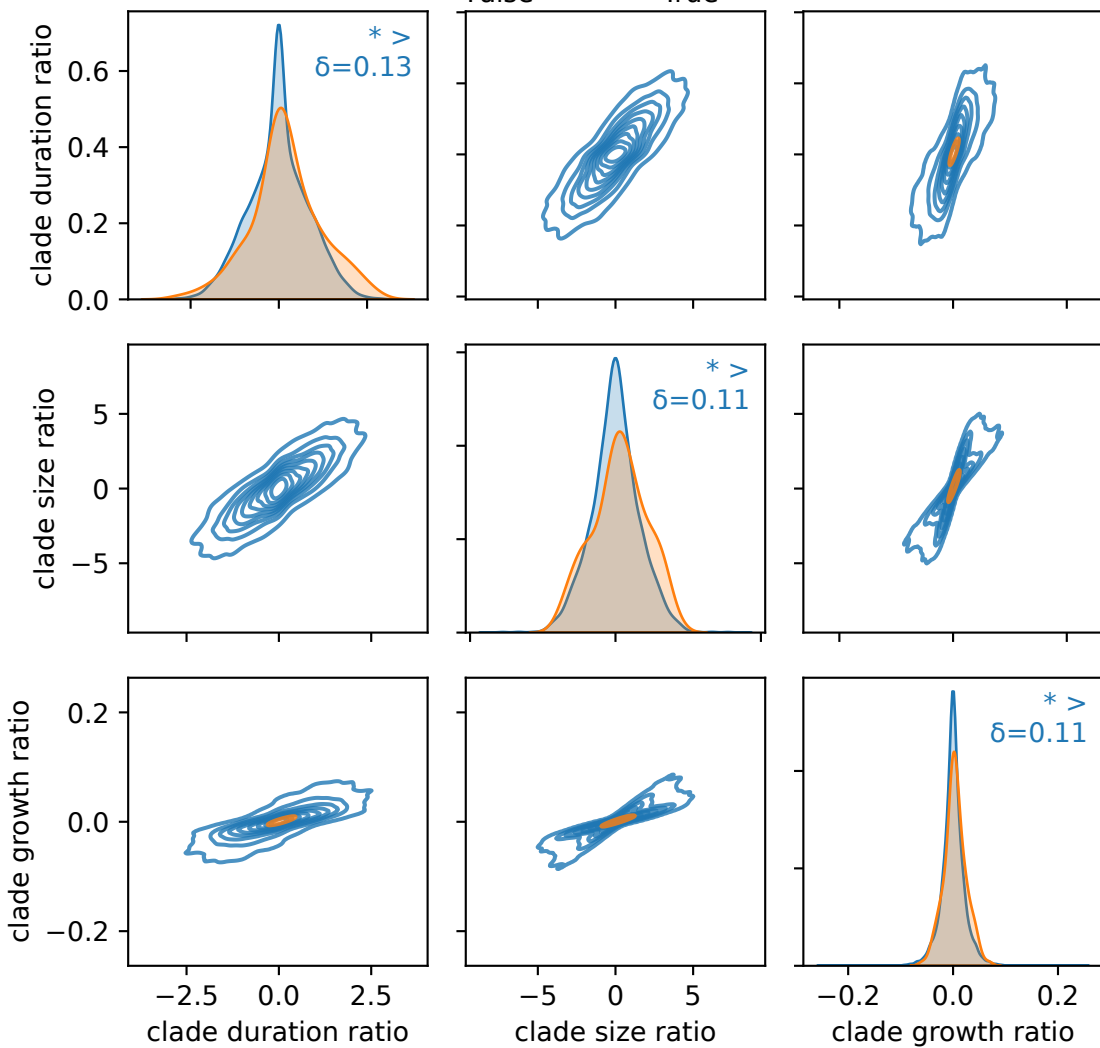 clade duration ratio
0.6
0.4
0.2
0.0
* >
δ=0.13
clade size ratio
5
0
−5
* >
δ=0.11
clade growth ratio
0.2
0.0
−0.2
* >
δ=0.11
−2.5 0.0 2.5
−5 0 5
−0.2 0.0 0.2
clade duration ratio
clade size ratio
clade growth ratio